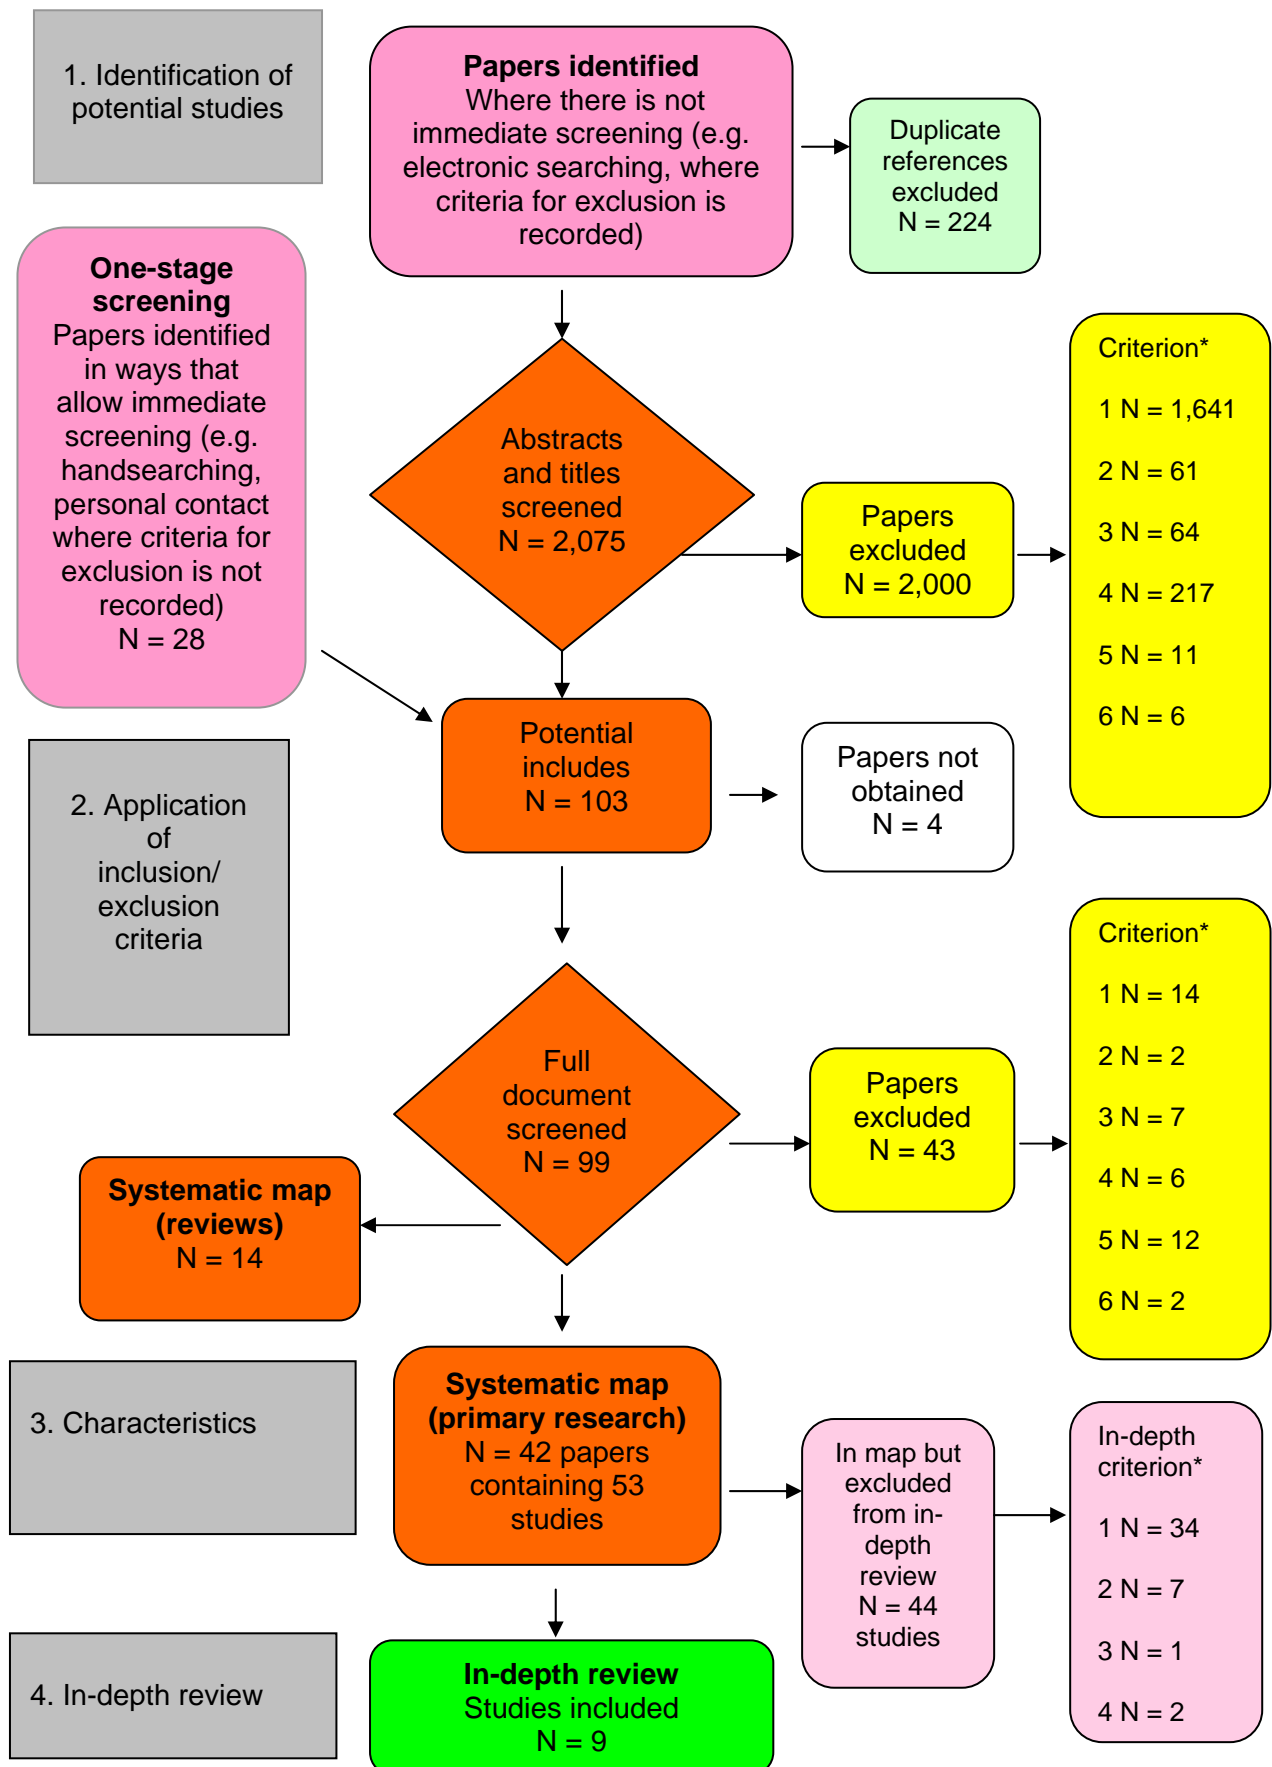 1. Identification of
potential studies
Papers identified
Where there is not
immediate screening (e.g.
electronic searching, where
criteria for exclusion is
recorded)
Duplicate
references
excluded
N = 224
One-stage
screening
Papers identified
in ways that
allow immediate
screening (e.g.
handsearching,
personal contact
where criteria for
exclusion is not
recorded)
N = 28
Abstracts
and titles
screened
N = 2,075
Papers
excluded
N = 2,000
Criterion*
1 N = 1,641
2 N = 61
3 N = 64
4 N = 217
5 N = 11
6 N = 6
2. Application
of
inclusion/
exclusion
criteria
Potential
includes
N = 103
Papers not
obtained
N = 4
Full
document
screened
N = 99
Papers
excluded
N = 43
Criterion*
1 N = 14
2 N = 2
3 N = 7
4 N = 6
5 N = 12
6 N = 2
Systematic map
(reviews)
N = 14
3. Characteristics
Systematic map
(primary research)
N = 42 papers
containing 53
studies
In map but
excluded
from in-
depth
review
N = 44
studies
In-depth
criterion*
1 N = 34
2 N = 7
3 N = 1
4 N = 2
4. In-depth review
In-depth review
Studies included
N = 9